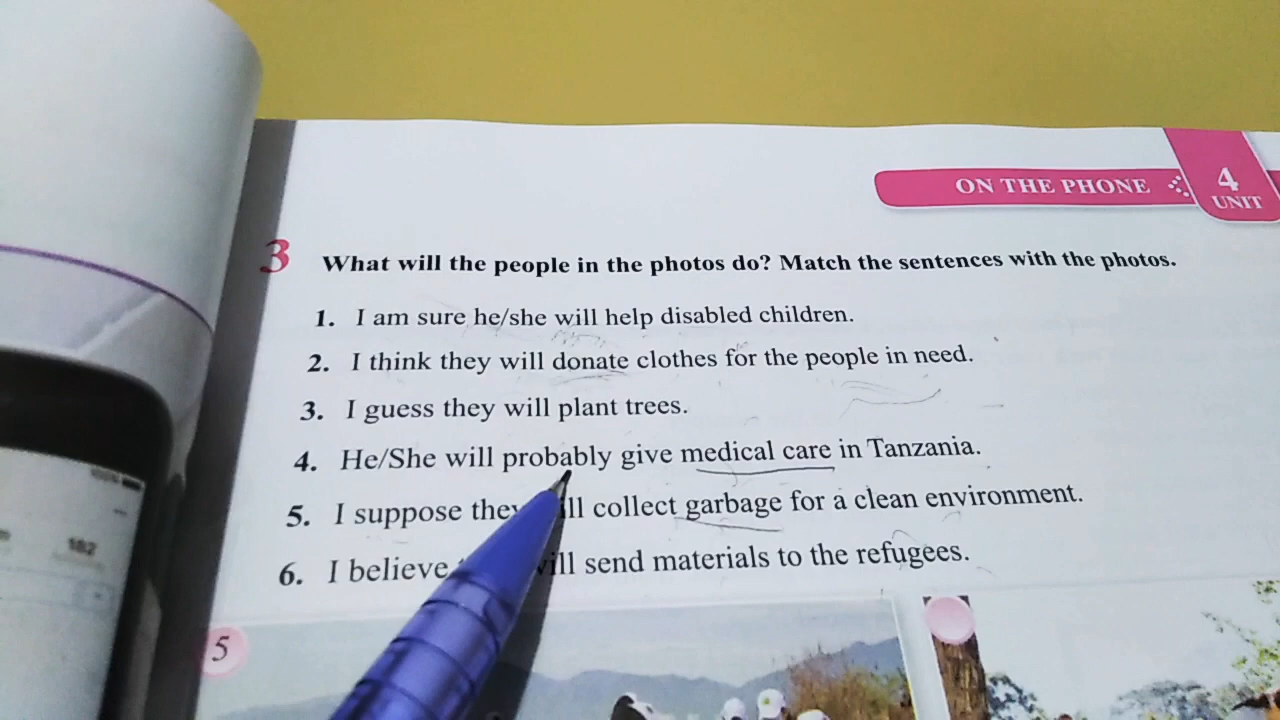 ON THE PHONE
4
UNIT
3 What will the people in the photos do? Match the sentences with the photos.
1. I am sure he/she will help disabled children.
2. I think they will donate clothes for the people in need.
3. I guess they will plant trees.
4. He/She will probably give medical care in Tanzania.
5. I suppose they ll collect garbage for a clean environment.
6. I believe will send materials to the refugees.
5
182